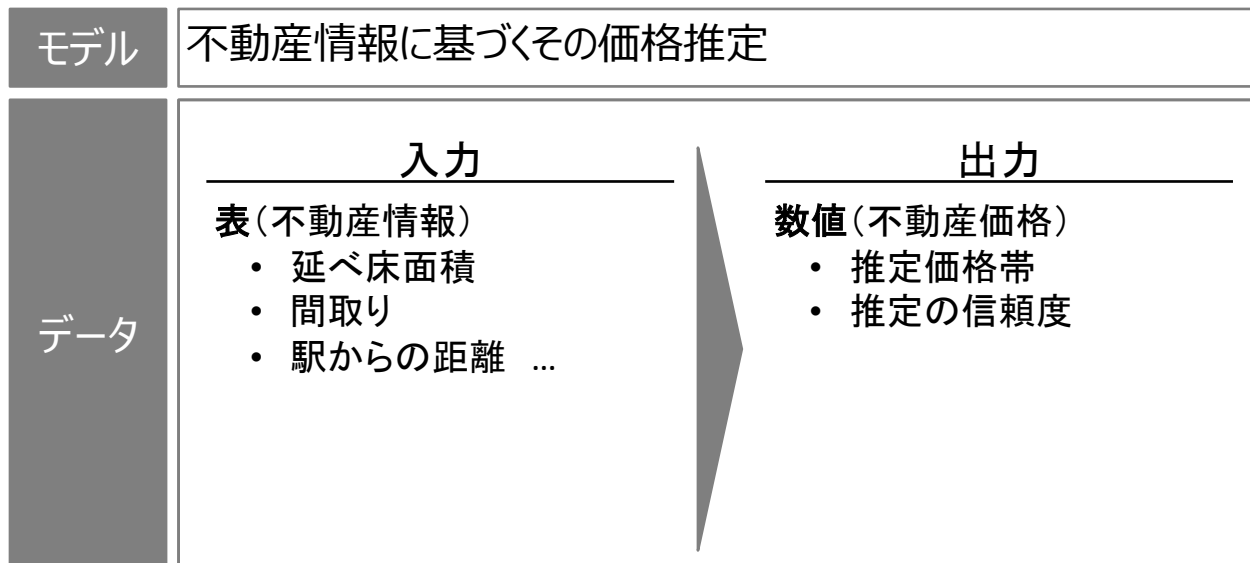 モデル
不動産情報に基づくその価格推定
データ
入力
表（不動産情報）
• 延べ床面積
• 間取り
• 駅からの距離 …
出力
数値（不動産価格）
• 推定価格帯
• 推定の信頼度